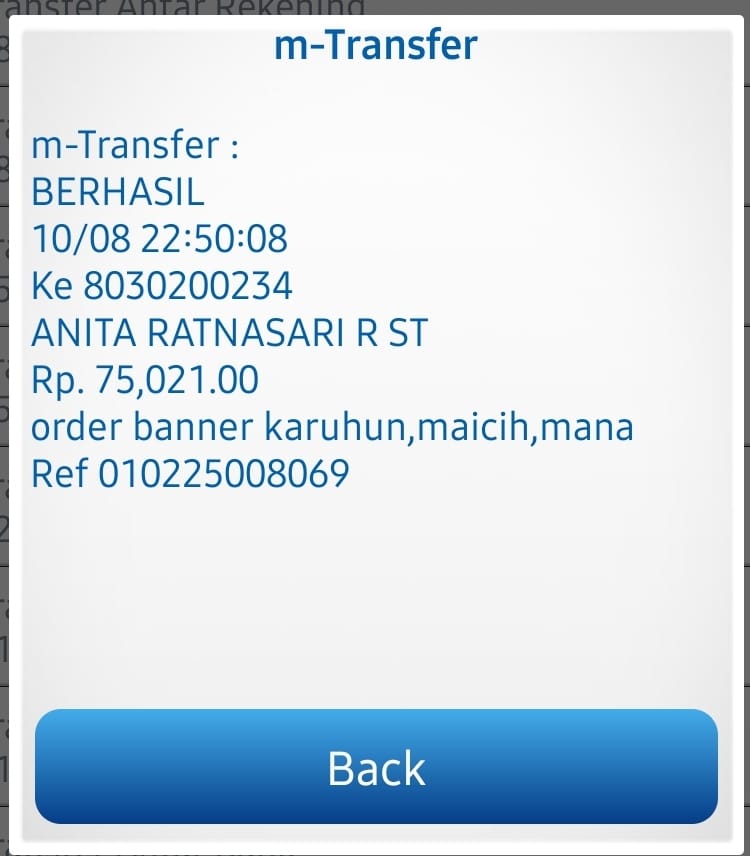 Transfer Antar Rekening
m-Transfer
m-Transfer :
BERHASIL
10/08 22:50:08
Ke 8030200234
ANITA RATNASARI R ST
Rp. 75,021.00
order banner karuhun,maicih,mana
Ref 010225008069
Back